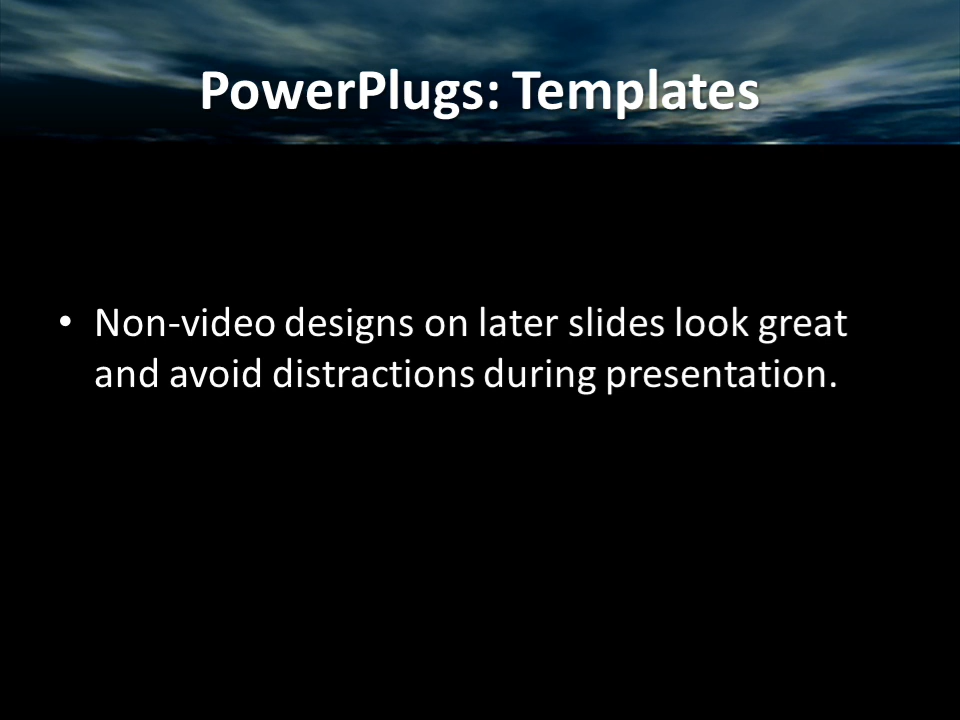 PowerPlugs: Templates
• Non-video designs on later slides look great
and avoid distractions during presentation.